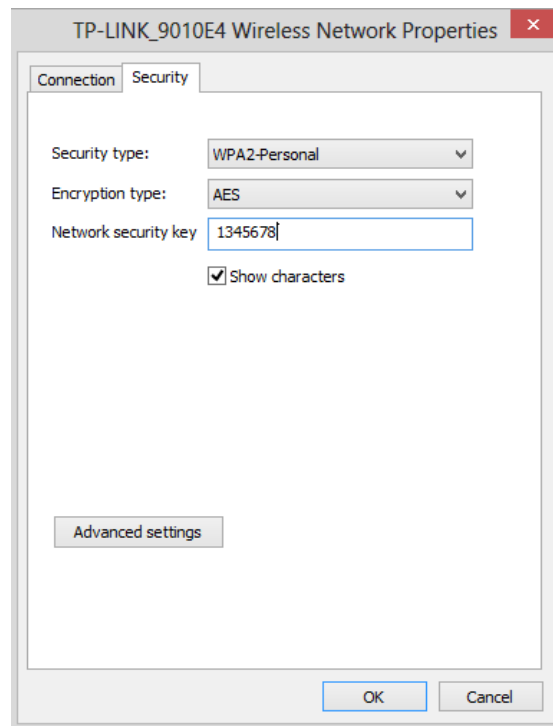 TP-LINK_9010E4 Wireless Network Properties
Connection Security
Security type: WPA2-Personal
Encryption type: AES
Network security key 1345678
Show characters
Advanced settings
OK Cancel